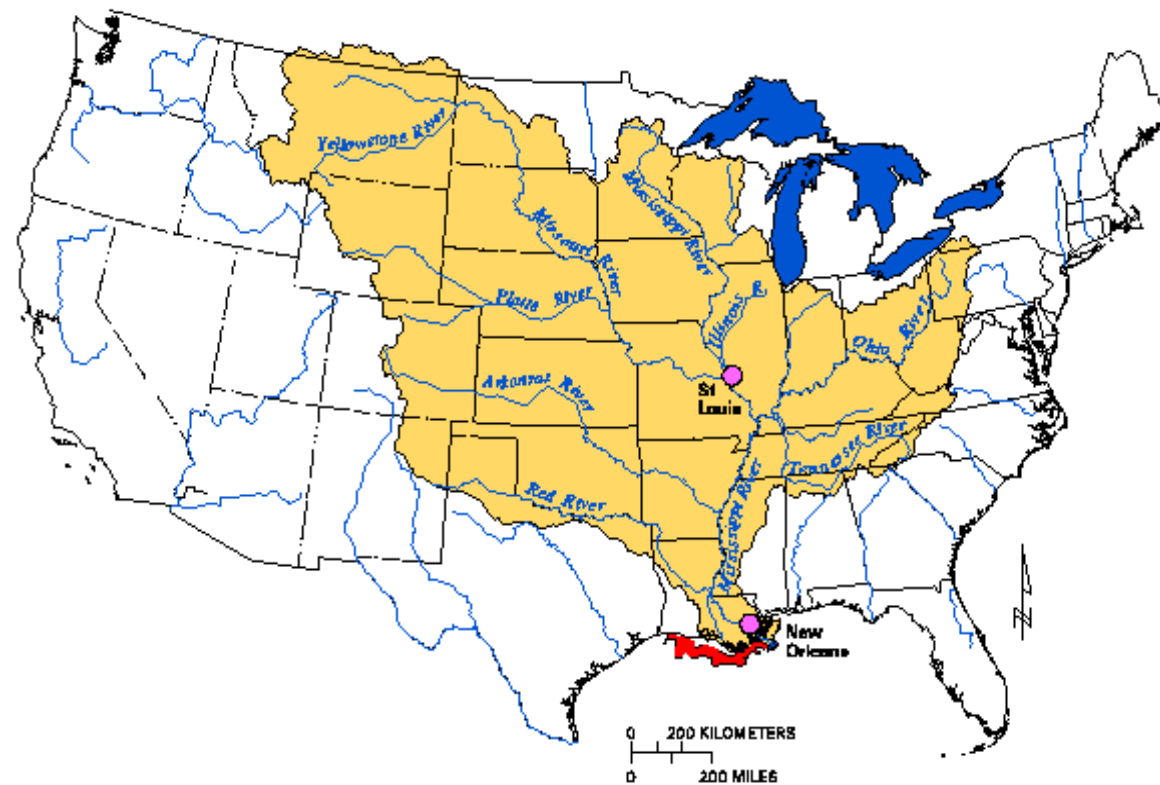 Yellowstone River
Mississippi River
Missouri River
Platte River
Illinois R.
Ohio River
St
Louis
Arkansas River
Tennessee River
Red River
Mississippi River
New
Orleans
0 200 KILOMETERS
0 200 MILES
N